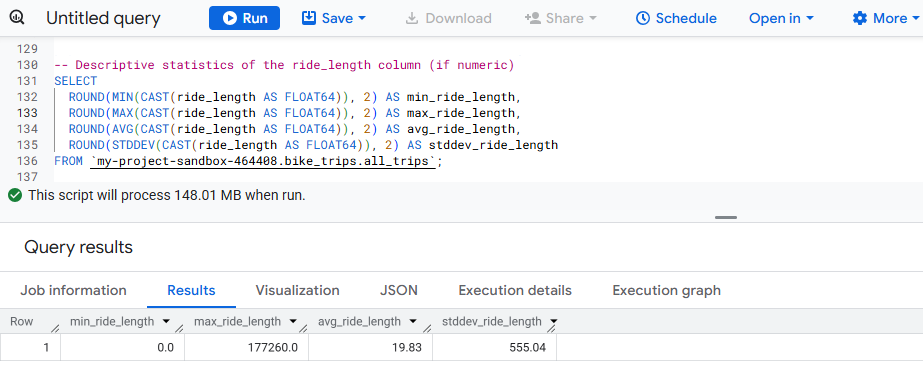 Untitled query Run Save Download Share Schedule Open in More
129
130 -- Descriptive statistics of the ride_length column (if numeric)
131 SELECT
132 ROUND(MIN(CAST(ride_length AS FLOAT64)), 2) AS min_ride_length,
133 ROUND(MAX(CAST(ride_length AS FLOAT64)), 2) AS max_ride_length,
134 ROUND(AVG(CAST(ride_length AS FLOAT64)), 2) AS avg_ride_length,
135 ROUND(STDDEV(CAST(ride_length AS FLOAT64)), 2) AS stddev_ride_length
136 FROM `my-project-sandbox-464408.bike_trips.all_trips`;
137
This script will process 148.01 MB when run.
Query results
Job information Results Visualization JSON Execution details Execution graph
Row min_ride_length max_ride_length avg_ride_length stddev_ride_length
1 0.0 177260.0 19.83 555.04